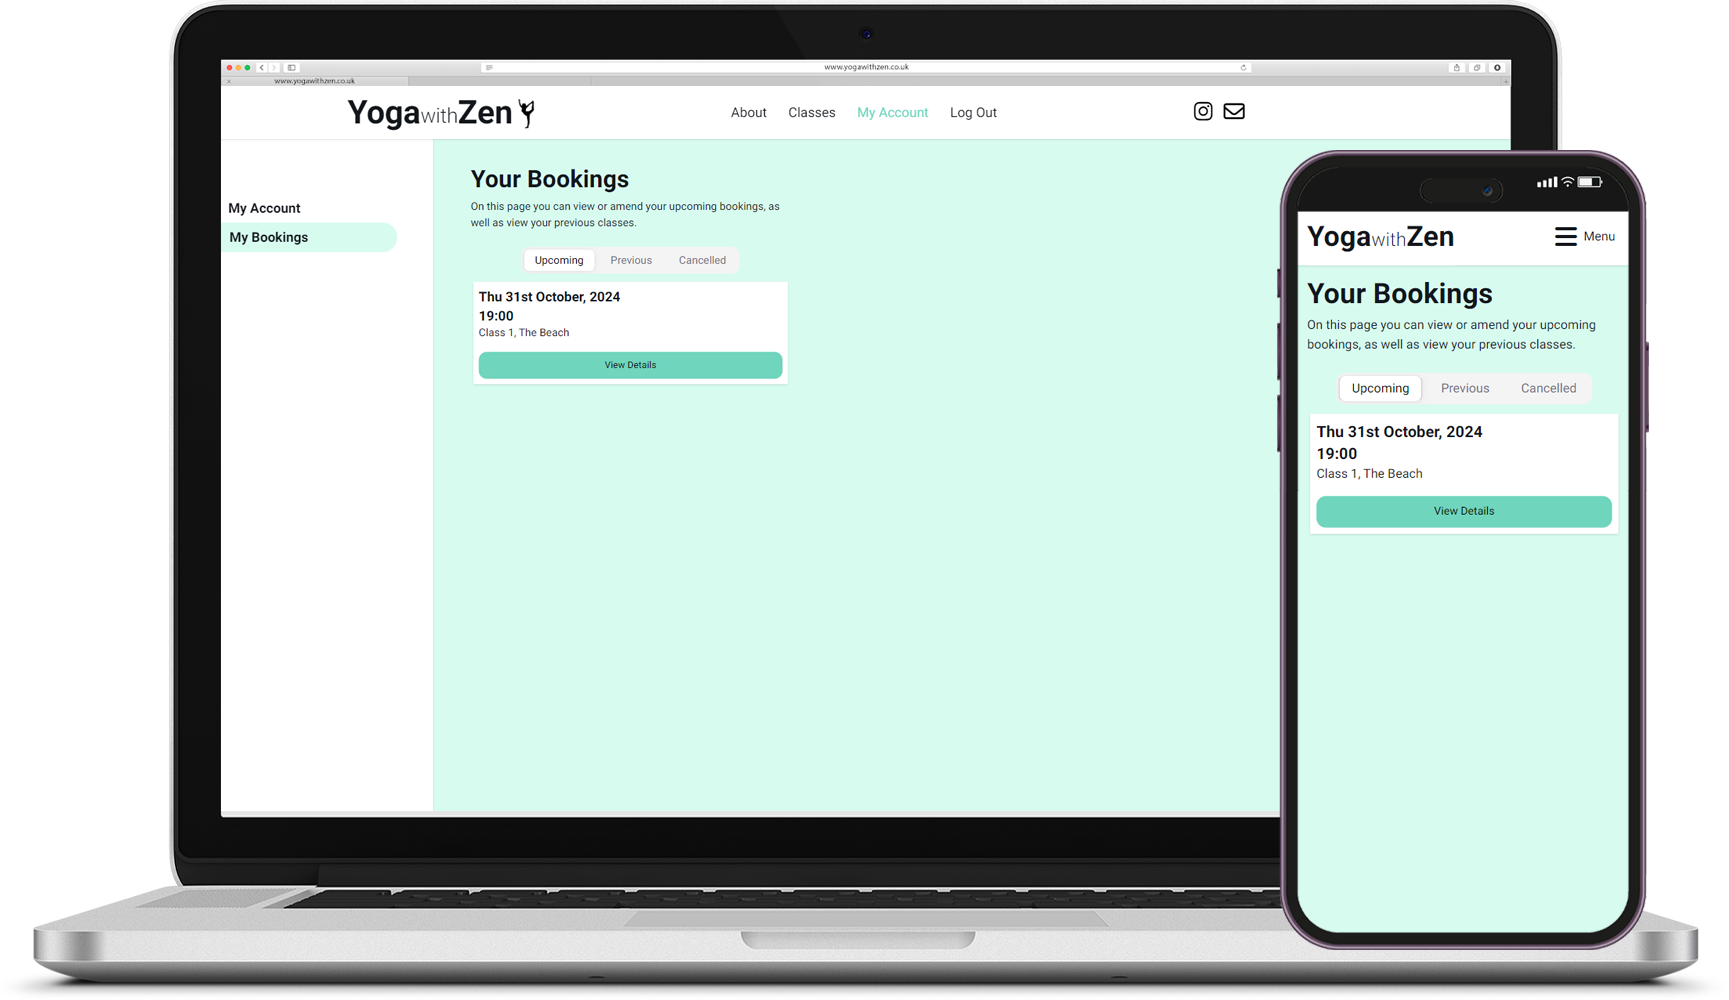 www.yogawithzen.co.uk
www.yogawithzen.co.uk
YogawithZen
About Classes My Account Log Out
My Account
My Bookings
Your Bookings
On this page you can view or amend your upcoming bookings, as
well as view your previous classes.
Upcoming Previous Cancelled
Thu 31st October, 2024
19:00
Class 1, The Beach
View Details
YogawithZen
Menu
Your Bookings
On this page you can view or amend your upcoming
bookings, as well as view your previous classes.
Upcoming Previous Cancelled
Thu 31st October, 2024
19:00
Class 1, The Beach
View Details